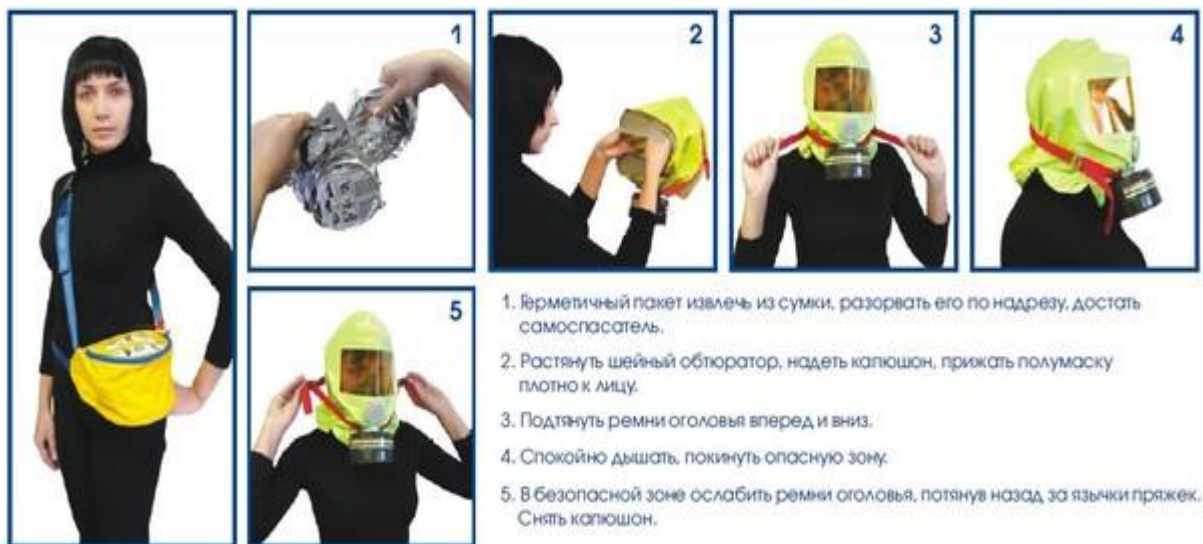 1
2
3
4
5
1. Герметичный пакет извлечь из сумки, разорвать его по надрезу, достать
самоспасатель.
2. Растянуть шейный обтюратор, надеть капюшон, прижать полумаску
плотно к лицу.
3. Подтянуть ремни оголовья вперед и вниз.
4. Спокойно дышать, покинуть опасную зону.
5. В безопасной зоне ослабить ремни оголовья, потянув назад за язычки пряжек.
Снять капюшон.